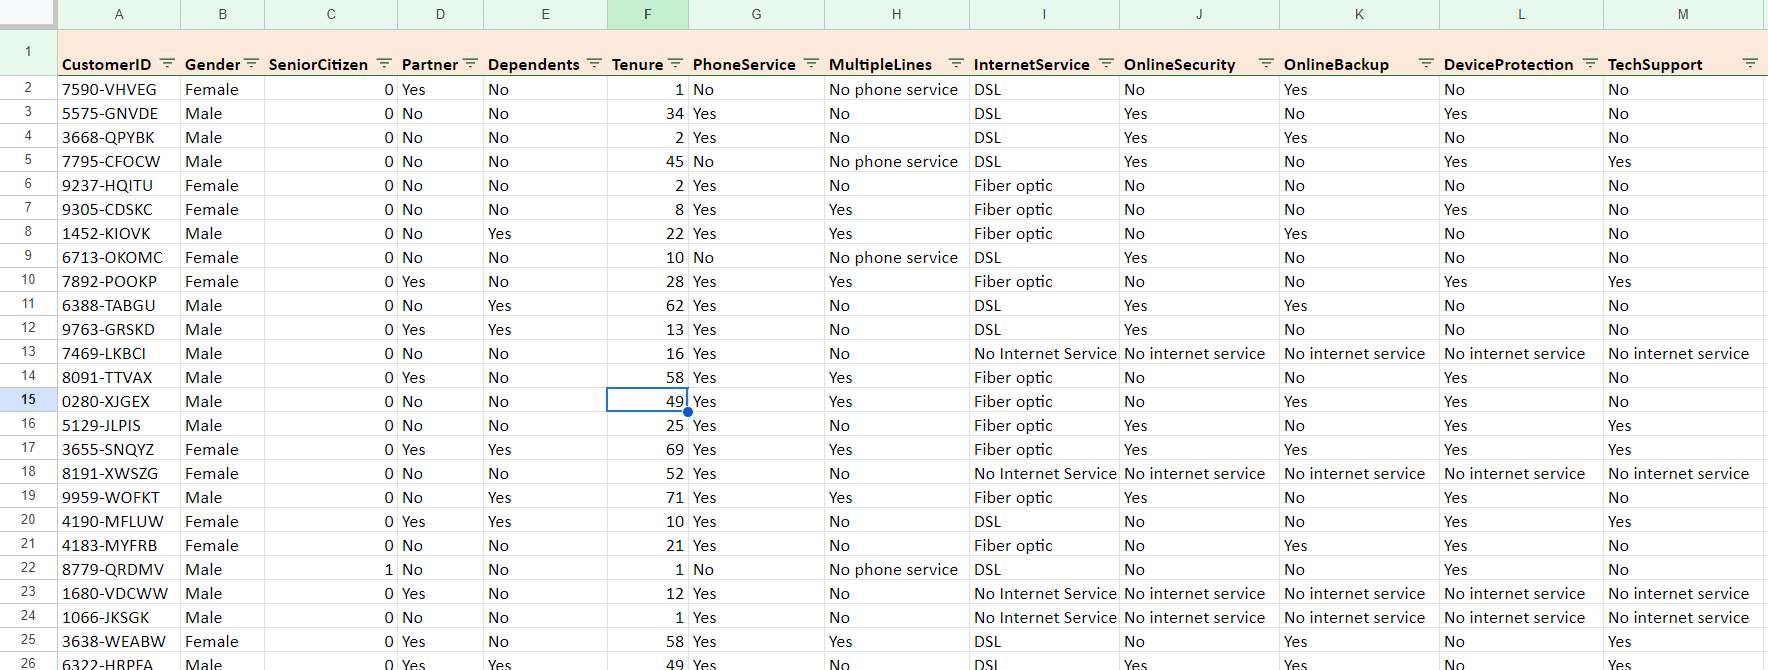 A B C D E F G H I J K L M
1 CustomerID Gender SeniorCitizen Partner Dependents Tenure PhoneService MultipleLines InternetService OnlineSecurity OnlineBackup DeviceProtection TechSupport
2 7590-VHVEG Female 0 Yes No 1 No No phone service DSL No Yes No No
3 5575-GNVDE Male 0 No No 34 Yes No DSL Yes No Yes No
4 3668-QPYBK Male 0 No No 2 Yes No DSL Yes Yes No No
5 7795-CFOCW Male 0 No No 45 No No phone service DSL Yes No Yes Yes
6 9237-HQITU Female 0 No No 2 Yes No Fiber optic No No No No
7 9305-CDSKC Female 0 No No 8 Yes Yes Fiber optic No No Yes No
8 1452-KIOVK Male 0 No Yes 22 Yes Yes Fiber optic No Yes No No
9 6713-OKOMC Female 0 No No 10 No No phone service DSL Yes No No No
10 7892-POOKP Female 0 Yes No 28 Yes Yes Fiber optic No No Yes Yes
11 6388-TABGU Male 0 No Yes 62 Yes No DSL Yes Yes No No
12 9763-GRSKD Male 0 Yes Yes 13 Yes No DSL Yes No No No
13 7469-LKBCI Male 0 No No 16 Yes No No Internet Service No internet service No internet service No internet service No internet service
14 8091-TTVAX Male 0 Yes No 58 Yes Yes Fiber optic No No Yes No
15 0280-XJGEX Male 0 No No 49 Yes Yes Fiber optic No Yes Yes No
16 5129-JLPIS Male 0 No No 25 Yes No Fiber optic Yes No Yes Yes
17 3655-SNQYZ Female 0 Yes Yes 69 Yes Yes Fiber optic Yes Yes Yes Yes
18 8191-XWSZG Female 0 No No 52 Yes No No Internet Service No internet service No internet service No internet service No internet service
19 9959-WOFKT Male 0 No Yes 71 Yes Yes Fiber optic Yes No Yes No
20 4190-MFLUW Female 0 Yes Yes 10 Yes No DSL No No Yes Yes
21 4183-MYFRB Female 0 No No 21 Yes No Fiber optic No Yes Yes No
22 8779-QRDMV Male 1 No No 1 No No phone service DSL No No Yes No
23 1680-VDCWW Male 0 Yes No 12 Yes No No Internet Service No internet service No internet service No internet service No internet service
24 1066-JKSGK Male 0 No No 1 Yes No No Internet Service No internet service No internet service No internet service No internet service
25 3638-WEABW Female 0 Yes No 58 Yes Yes DSL No Yes No Yes
26 6322-HRPFA Male 0 Yes Yes 49 Yes No DSL Yes Yes No Yes